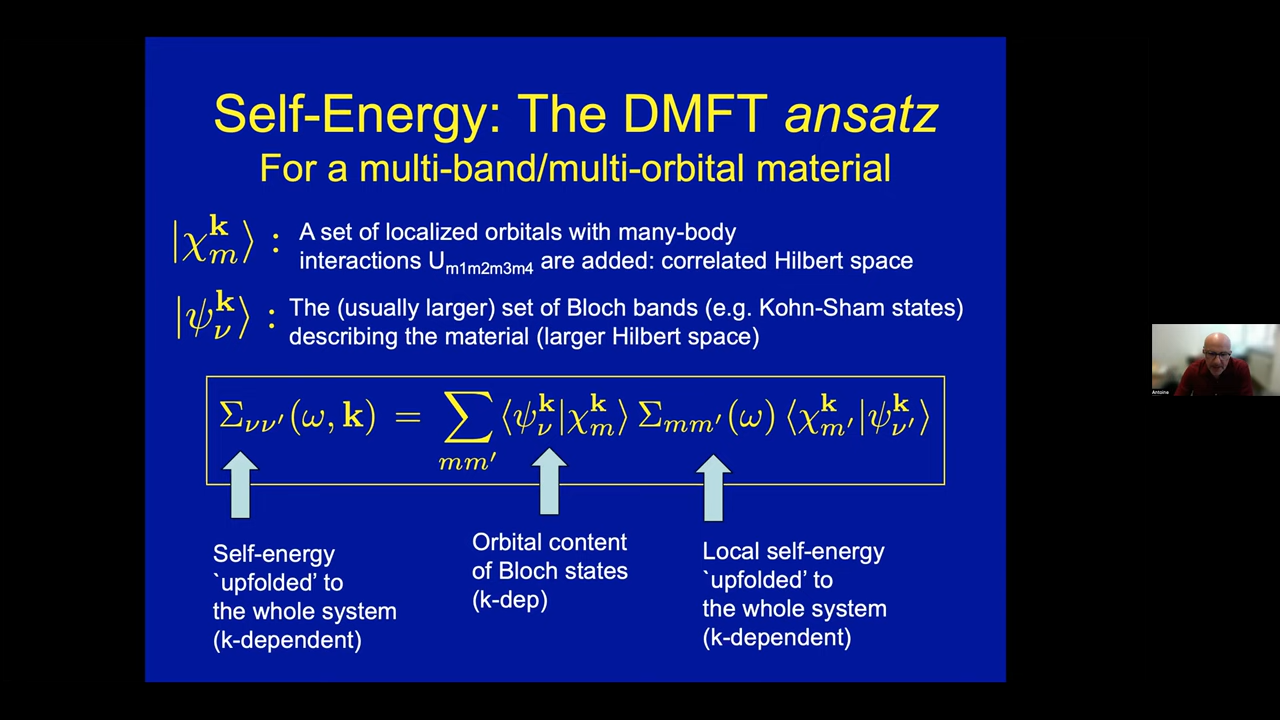 Self-Energy: The DMFT ansatz
For a multi-band/multi-orbital material
|χ_m^k⟩ : A set of localized orbitals with many-body
interactions U_m1m2m3m4 are added: correlated Hilbert space
|ψ_ν^k⟩ : The (usually larger) set of Bloch bands (e.g. Kohn-Sham states)
describing the material (larger Hilbert space)
Σ_νν′(ω, k) = ∑_mm′ ⟨ψ_ν^k|χ_m^k⟩ Σ_mm′(ω) ⟨χ_m′^k|ψ_ν′^k⟩
Self-energy
`upfolded’ to
the whole system
(k-dependent)
Orbital content
of Bloch states
(k-dep)
Local self-energy
`upfolded’ to
the whole system
(k-dependent)
Antoine